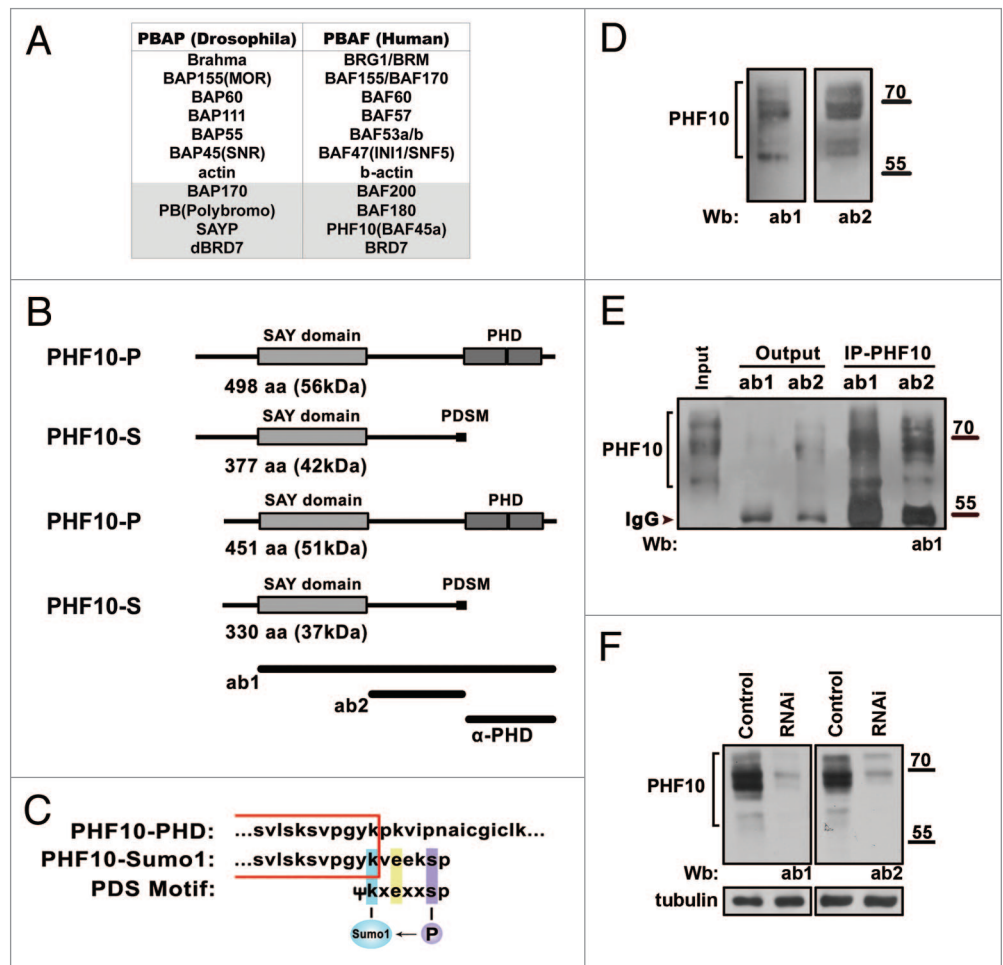 A
PBAP (Drosophila) PBAF (Human)
Brahma BRG1/BRM
BAP155(MOR) BAF155/BAF170
BAP60 BAF60
BAP111 BAF57
BAP55 BAF53a/b
BAP45(SNR) BAF47(INI1/SNF5)
actin b-actin
BAP170 BAF200
PB(Polybromo) BAF180
SAYP PHF10(BAF45a)
dBRD7 BRD7
B
SAY domain PHD
PHF10-P
498 aa (56kDa)
SAY domain PDSM
PHF10-S
377 aa (42kDa)
SAY domain PHD
PHF10-P
451 aa (51kDa)
SAY domain PDSM
PHF10-S
330 aa (37kDa)
ab1
ab2
α-PHD
C
PHF10-PHD: ...svlsksvpgykpkvipnaicgiclk...
PHF10-Sumo1: ...svlsksvpgykveeksp
PDS Motif: ψkxexxsp
Sumo1 P
D
PHF10
70
55
Wb: ab1 ab2
E
Input Output IP-PHF10
ab1 ab2 ab1 ab2
PHF10
70
IgG 55
Wb: ab1
F
Control RNAi Control RNAi
PHF10
70
55
Wb: ab1 ab2
tubulin